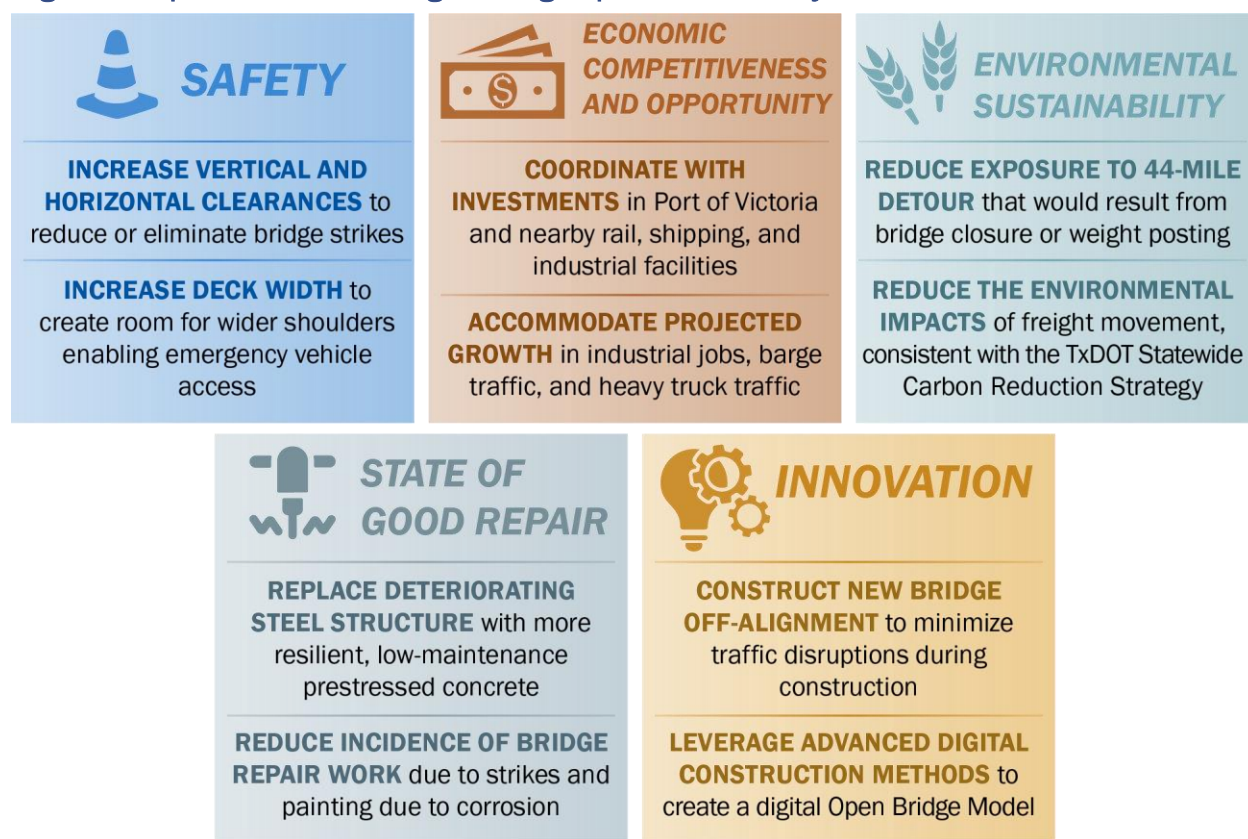 SAFETY
INCREASE VERTICAL AND
HORIZONTAL CLEARANCES to
reduce or eliminate bridge strikes
INCREASE DECK WIDTH to
create room for wider shoulders
enabling emergency vehicle
access
ECONOMIC
COMPETITIVENESS
AND OPPORTUNITY
COORDINATE WITH
INVESTMENTS in Port of Victoria
and nearby rail, shipping, and
industrial facilities
ACCOMMODATE PROJECTED
GROWTH in industrial jobs, barge
traffic, and heavy truck traffic
ENVIRONMENTAL
SUSTAINABILITY
REDUCE EXPOSURE TO 44-MILE
DETOUR that would result from
bridge closure or weight posting
REDUCE THE ENVIRONMENTAL
IMPACTS of freight movement,
consistent with the TxDOT Statewide
Carbon Reduction Strategy
STATE OF
GOOD REPAIR
REPLACE DETERIORATING
STEEL STRUCTURE with more
resilient, low-maintenance
prestressed concrete
REDUCE INCIDENCE OF BRIDGE
REPAIR WORK due to strikes and
painting due to corrosion
INNOVATION
CONSTRUCT NEW BRIDGE
OFF-ALIGNMENT to minimize
traffic disruptions during
construction
LEVERAGE ADVANCED DIGITAL
CONSTRUCTION METHODS to
create a digital Open Bridge Model